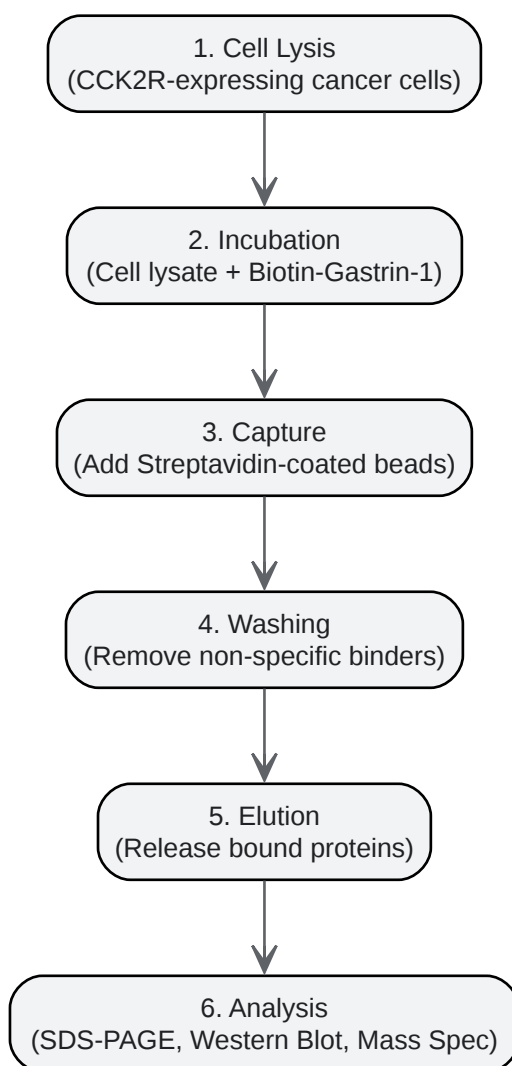 1. Cell Lysis
(CCK2R-expressing cancer cells)
2. Incubation
(Cell lysate + Biotin-Gastrin-1)
3. Capture
(Add Streptavidin-coated beads)
4. Washing
(Remove non-specific binders)
5. Elution
(Release bound proteins)
6. Analysis
(SDS-PAGE, Western Blot, Mass Spec)